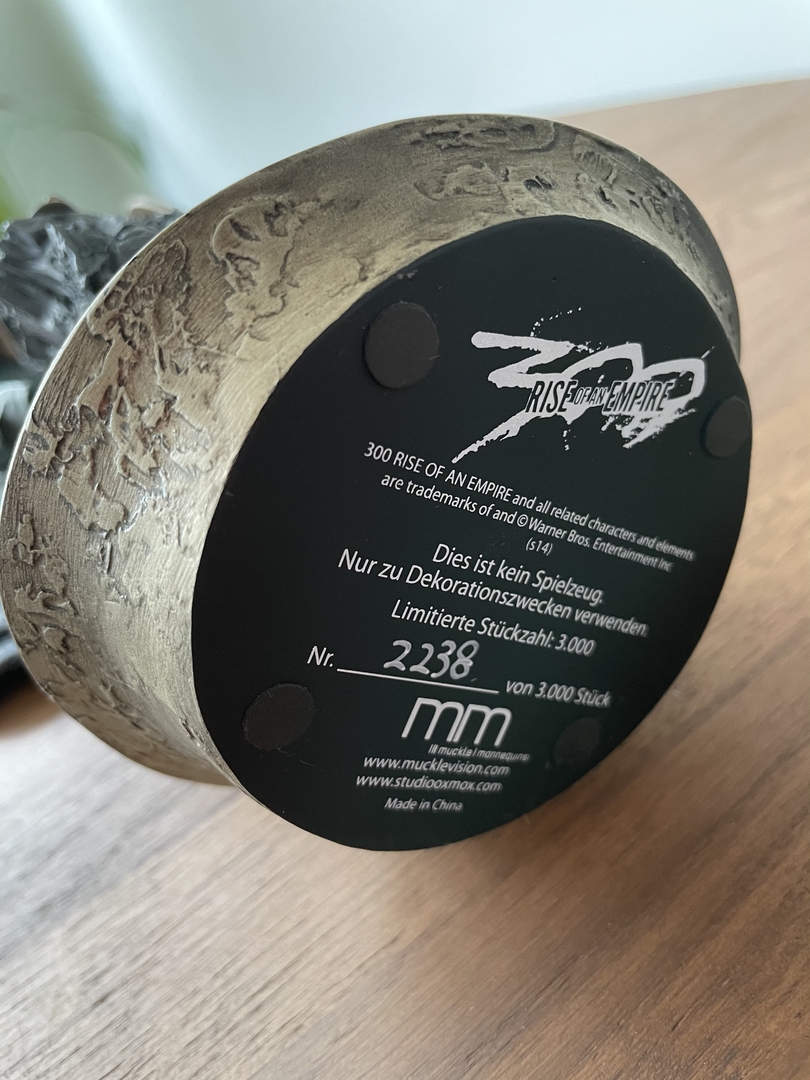 300
RISE OF AN EMPIRE
300 RISE OF AN EMPIRE and all related characters and elements
are trademarks of and © Warner Bros. Entertainment Inc.
(s14)
Dies ist kein Spielzeug.
Nur zu Dekorationszwecken verwenden.
Limitierte Stückzahl: 3.000
Nr. 2238 von 3.000 Stück
mm
muckle mannequins
www.mucklevision.com
www.studiooxmox.com
Made in China